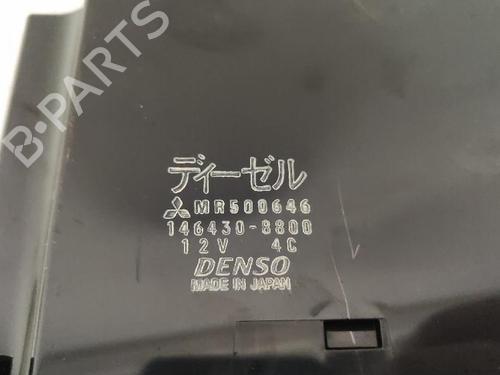 B-PARTS
ディーゼル
MR500646
146430-8800
12V 4C
DENSO
MADE IN JAPAN